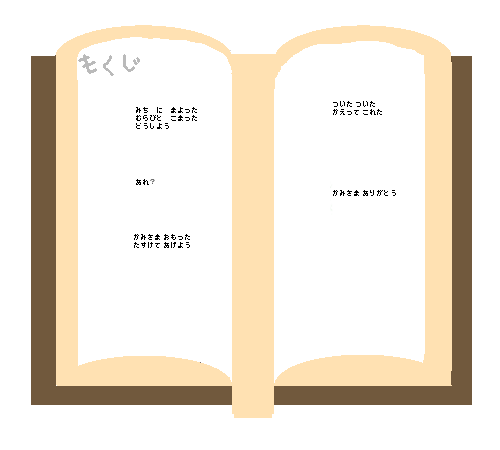 もくじ
みち に まよった
むらびと こまった
どうしよう
あれ？
かみさま おもった
たすけて あげよう
ついた ついた
かえって これた
かみさま ありがとう